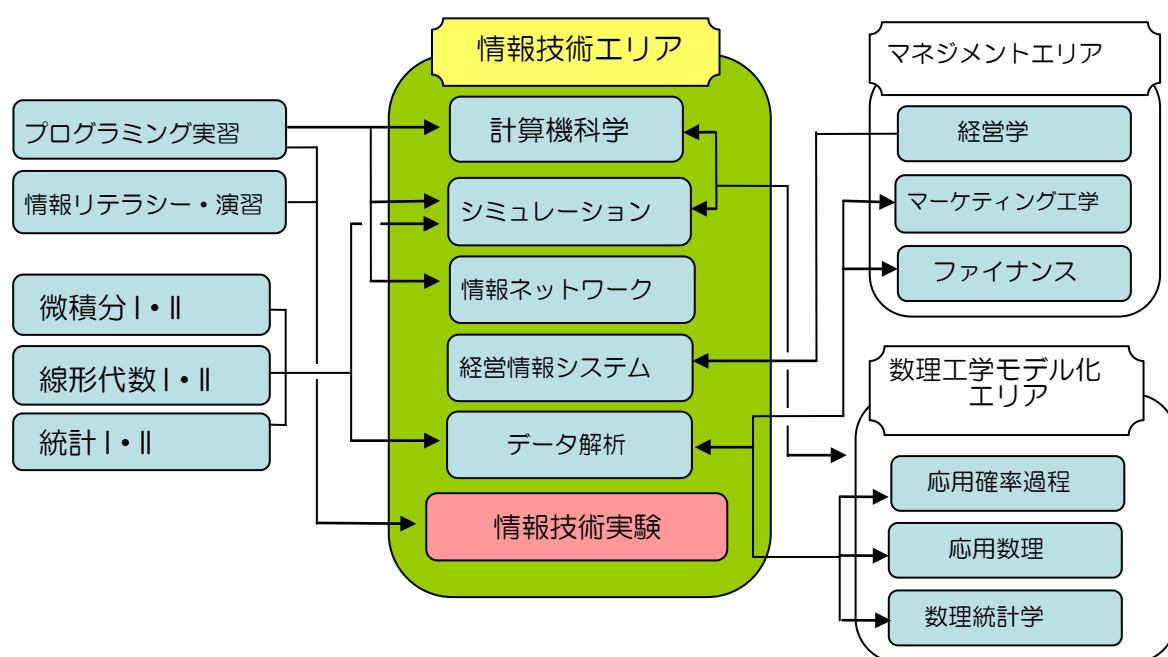 情報技術エリア
マネジメントエリア
プログラミング実習
情報リテラシー・演習
微積分Ⅰ・Ⅱ
線形代数Ⅰ・Ⅱ
統計Ⅰ・Ⅱ
計算機科学
シミュレーション
情報ネットワーク
経営情報システム
データ解析
情報技術実験
経営学
マーケティング工学
ファイナンス
数理工学モデル化
エリア
応用確率過程
応用数理
数理統計学